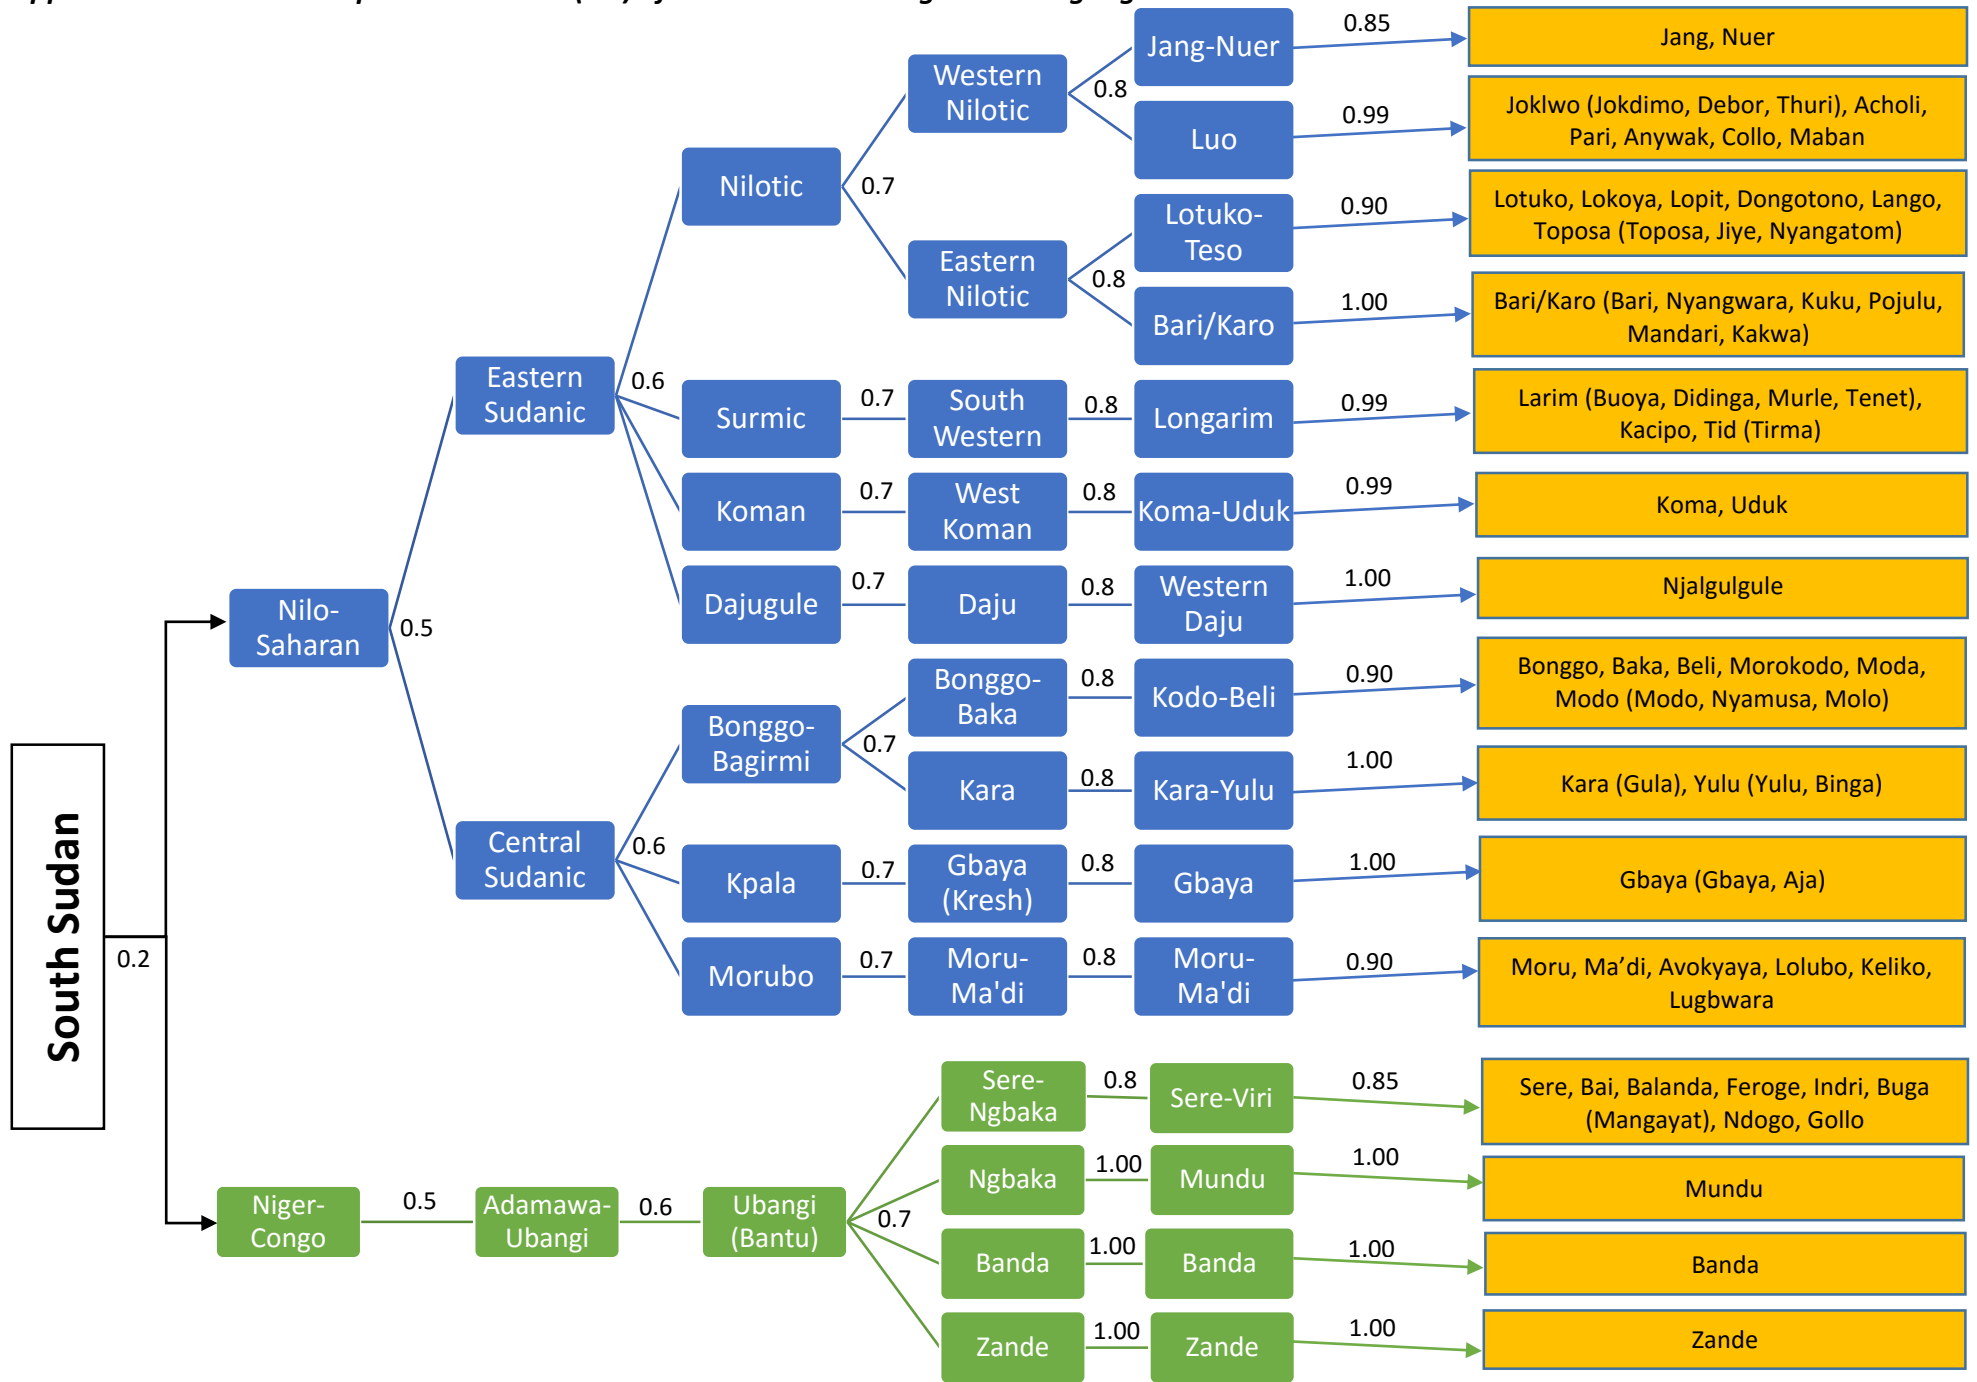 South Sudan
0.2
Nilo-
Saharan
0.5
Eastern
Sudanic
0.6
Nilotic
0.7
Western
Nilotic
0.8
Jang-Nuer
0.85
Jang, Nuer
Luo
0.99
Joklwo (Jokdimo, Debor, Thuri), Acholi,
Pari, Anywak, Collo, Maban
Eastern
Nilotic
0.8
Lotuko-
Teso
0.90
Lotuko, Lokoya, Lopit, Dongotono, Lango,
Toposa (Toposa, Jiye, Nyangatom)
Bari/Karo
1.00
Bari/Karo (Bari, Nyangwara, Kuku, Pojulu,
Mandari, Kakwa)
Surmic
0.7
South
Western
0.8
Longarim
0.99
Larim (Buoya, Didinga, Murle, Tenet),
Kacipo, Tid (Tirma)
Koman
0.7
West
Koman
0.8
Koma-Uduk
0.99
Koma, Uduk
Dajugule
0.7
Daju
0.8
Western
Daju
1.00
Njalgulgule
Central
Sudanic
0.6
Bonggo-
Bagirmi
0.7
Bonggo-
Baka
0.8
Kodo-Beli
0.90
Bonggo, Baka, Beli, Morokodo, Moda,
Modo (Modo, Nyamusa, Molo)
Kara
0.8
Kara-Yulu
1.00
Kara (Gula), Yulu (Yulu, Binga)
Kpala
0.7
Gbaya
(Kresh)
0.8
Gbaya
1.00
Gbaya (Gbaya, Aja)
Morubo
0.7
Moru-
Ma'di
0.8
Moru-
Ma'di
0.90
Moru, Ma’di, Avokyaya, Lolubo, Keliko,
Lugbwara
Niger-
Congo
0.5
Adamawa-
Ubangi
0.6
Ubangi
(Bantu)
0.7
Sere-
Ngbaka
0.8
Sere-Viri
0.85
Sere, Bai, Balanda, Feroge, Indri, Buga
(Mangayat), Ndogo, Gollo
Ngbaka
1.00
Mundu
1.00
Mundu
Banda
1.00
Banda
1.00
Banda
Zande
1.00
Zande
1.00
Zande